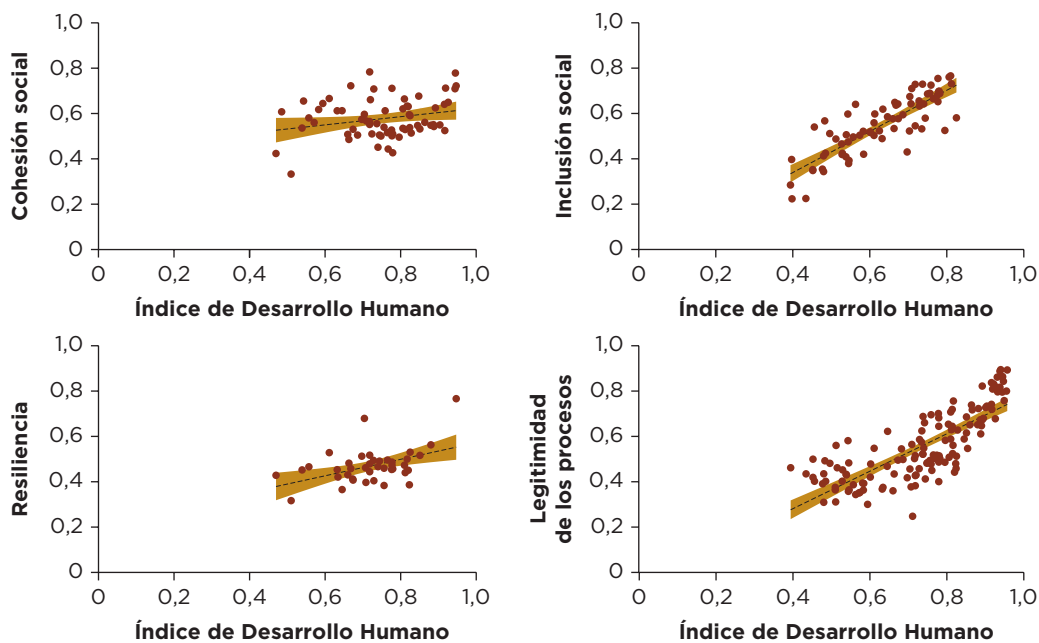 Cohesión social
1,0
0,8
0,6
0,4
0,2
0
0 0,2 0,4 0,6 0,8 1,0
Índice de Desarrollo Humano
Inclusión social
1,0
0,8
0,6
0,4
0,2
0
0 0,2 0,4 0,6 0,8 1,0
Índice de Desarrollo Humano
Resiliencia
1,0
0,8
0,6
0,4
0,2
0
0 0,2 0,4 0,6 0,8 1,0
Índice de Desarrollo Humano
Legitimidad
de los procesos
1,0
0,8
0,6
0,4
0,2
0
0 0,2 0,4 0,6 0,8 1,0
Índice de Desarrollo Humano